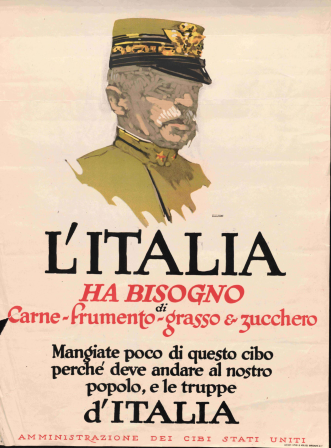 L'ITALIA
HA BISOGNO
di
Carne-frumento-grasso & zucchero
Mangiate poco di questo cibo
perchè deve andare al nostro
popolo, e le truppe
d'ITALIA
AMMINISTRAZIONE DEI CIBI STATI UNITI